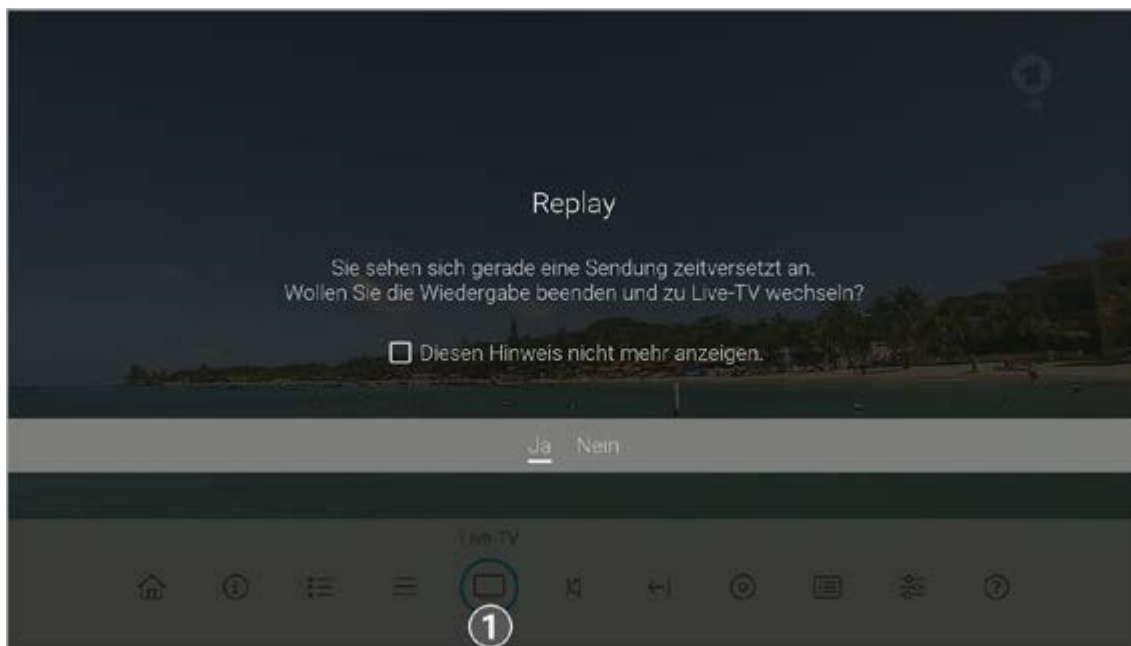 Replay
Sie sehen sich gerade eine Sendung zeitversetzt an.
Wollen Sie die Wiedergabe beenden und zu Live-TV wechseln?
Diesen Hinweis nicht mehr anzeigen.
Ja Nein
Live-TV
1